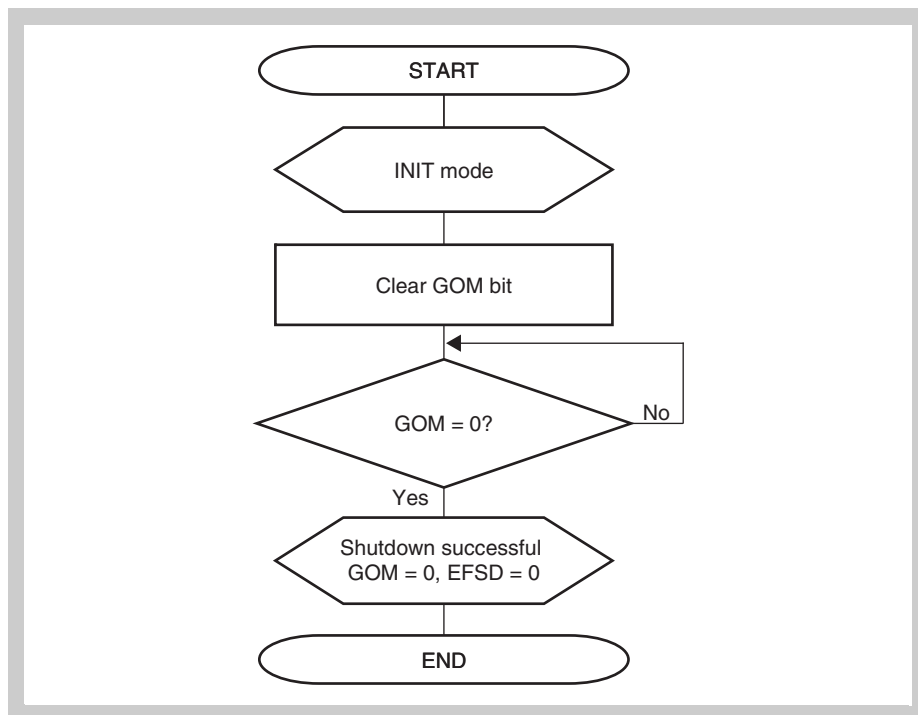 START
INIT mode
Clear GOM bit
GOM = 0?
No
Yes
Shutdown successful
GOM = 0, EFSD = 0
END